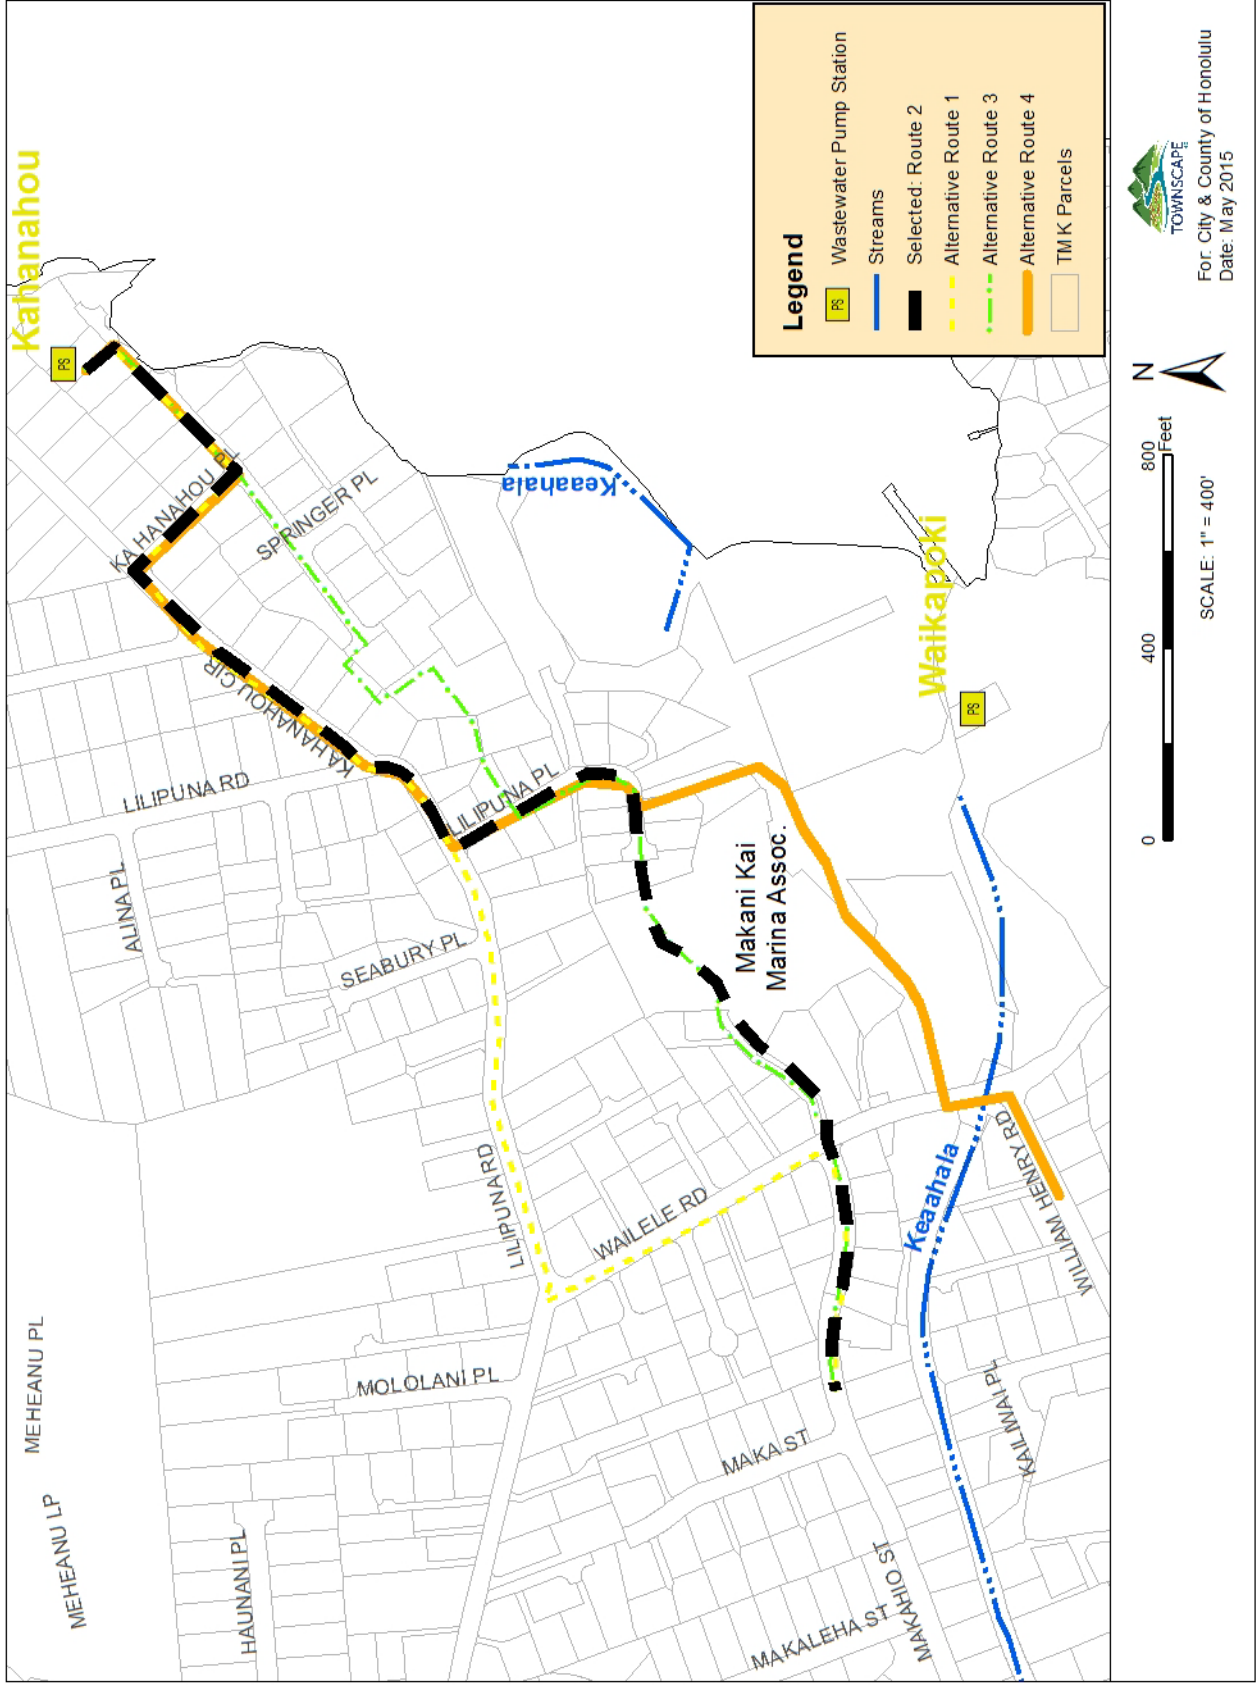 Kahanahou
PS
KAHANAHOU PL
SPRINGER PL
KAHANAHOU CIR
LILIPUNA RD
LILIPUNA PL
ALINA PL
SEABURY PL
Keaahala
Waikapoki
PS
Makani Kai
Marina Assoc.
LILIPUNA RD
WAILELE RD
Keaahala
WILLIAM HENRY RD
MEHEANU PL
MEHEANU LP
MOLOLANI PL
HAUNANI PL
MAKA ST
KAILIWAI PL
MAKAHIO ST
MAKALEHA ST
Legend
PS Wastewater Pump Station
Streams
Selected: Route 2
Alternative Route 1
Alternative Route 3
Alternative Route 4
TMK Parcels
0 400 800
Feet
SCALE: 1" = 400'
N
TOWNSCAPE
For: City & County of Honolulu
Date: May 2015